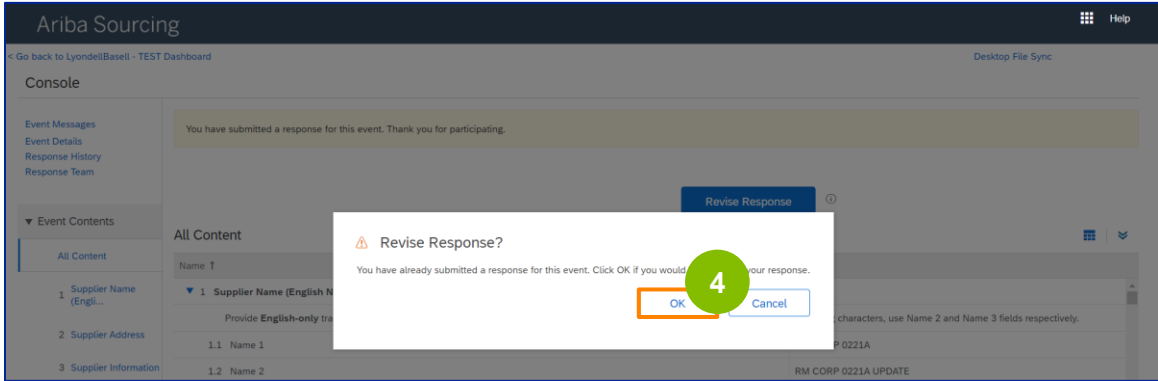 Ariba Sourcing
Help
< Go back to LyondellBasell - TEST Dashboard
Desktop File Sync
Console
Event Messages
Event Details
Response History
Response Team
You have submitted a response for this event. Thank you for participating.
Revise Response
▼ Event Contents
All Content
1 Supplier Name (Engli...
2 Supplier Address
3 Supplier Information
All Content
Name ↑
▼ 1 Supplier Name (English N
Provide English-only tra
characters, use Name 2 and Name 3 fields respectively.
1.1 Name 1
P 0221A
1.2 Name 2
RM CORP 0221A UPDATE
Revise Response?
You have already submitted a response for this event. Click OK if you would
your response.
4
OK
Cancel